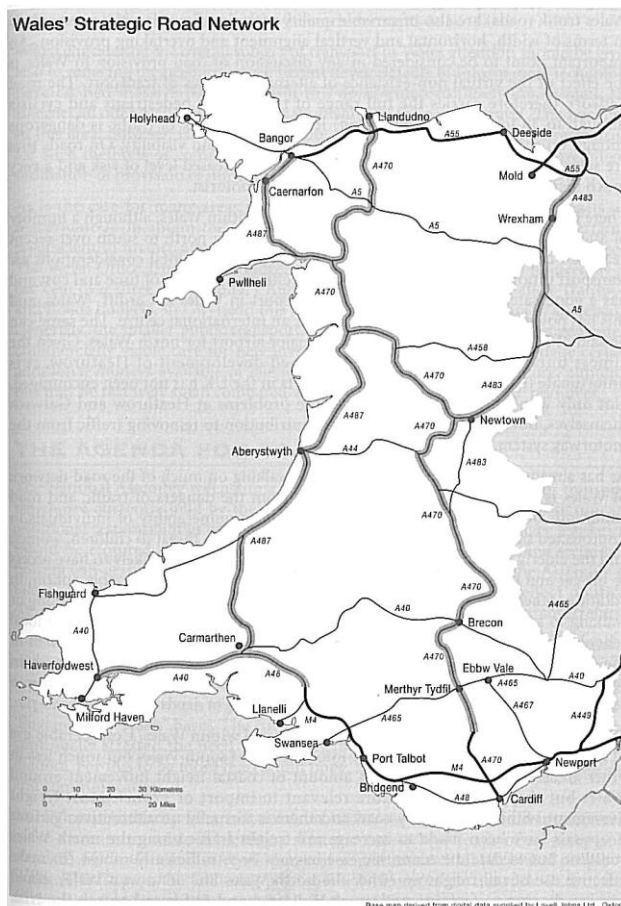 Wales' Strategic Road Network
Holyhead
Llandudno
Bangor
Deeside
A55
A470
Mold
A55
Caernarfon
A5
A483
Wrexham
A487
A5
Pwllheli
A470
A5
A458
A470
A483
A487
A470
Newtown
Aberystwyth
A44
A483
A470
A487
A470
A465
Fishguard
A40
A40
Brecon
Carmarthen
A470
Ebbw Vale
Haverfordwest
A40
A46
Merthyr Tydfil
A465
A40
A467
A449
Milford Haven
Llanelli
M4
A465
Swansea
Port Talbot
M4
A470
Newport
Bridgend
A48
Cardiff
0 10 20 30 Kilometres
0 10 20 Miles